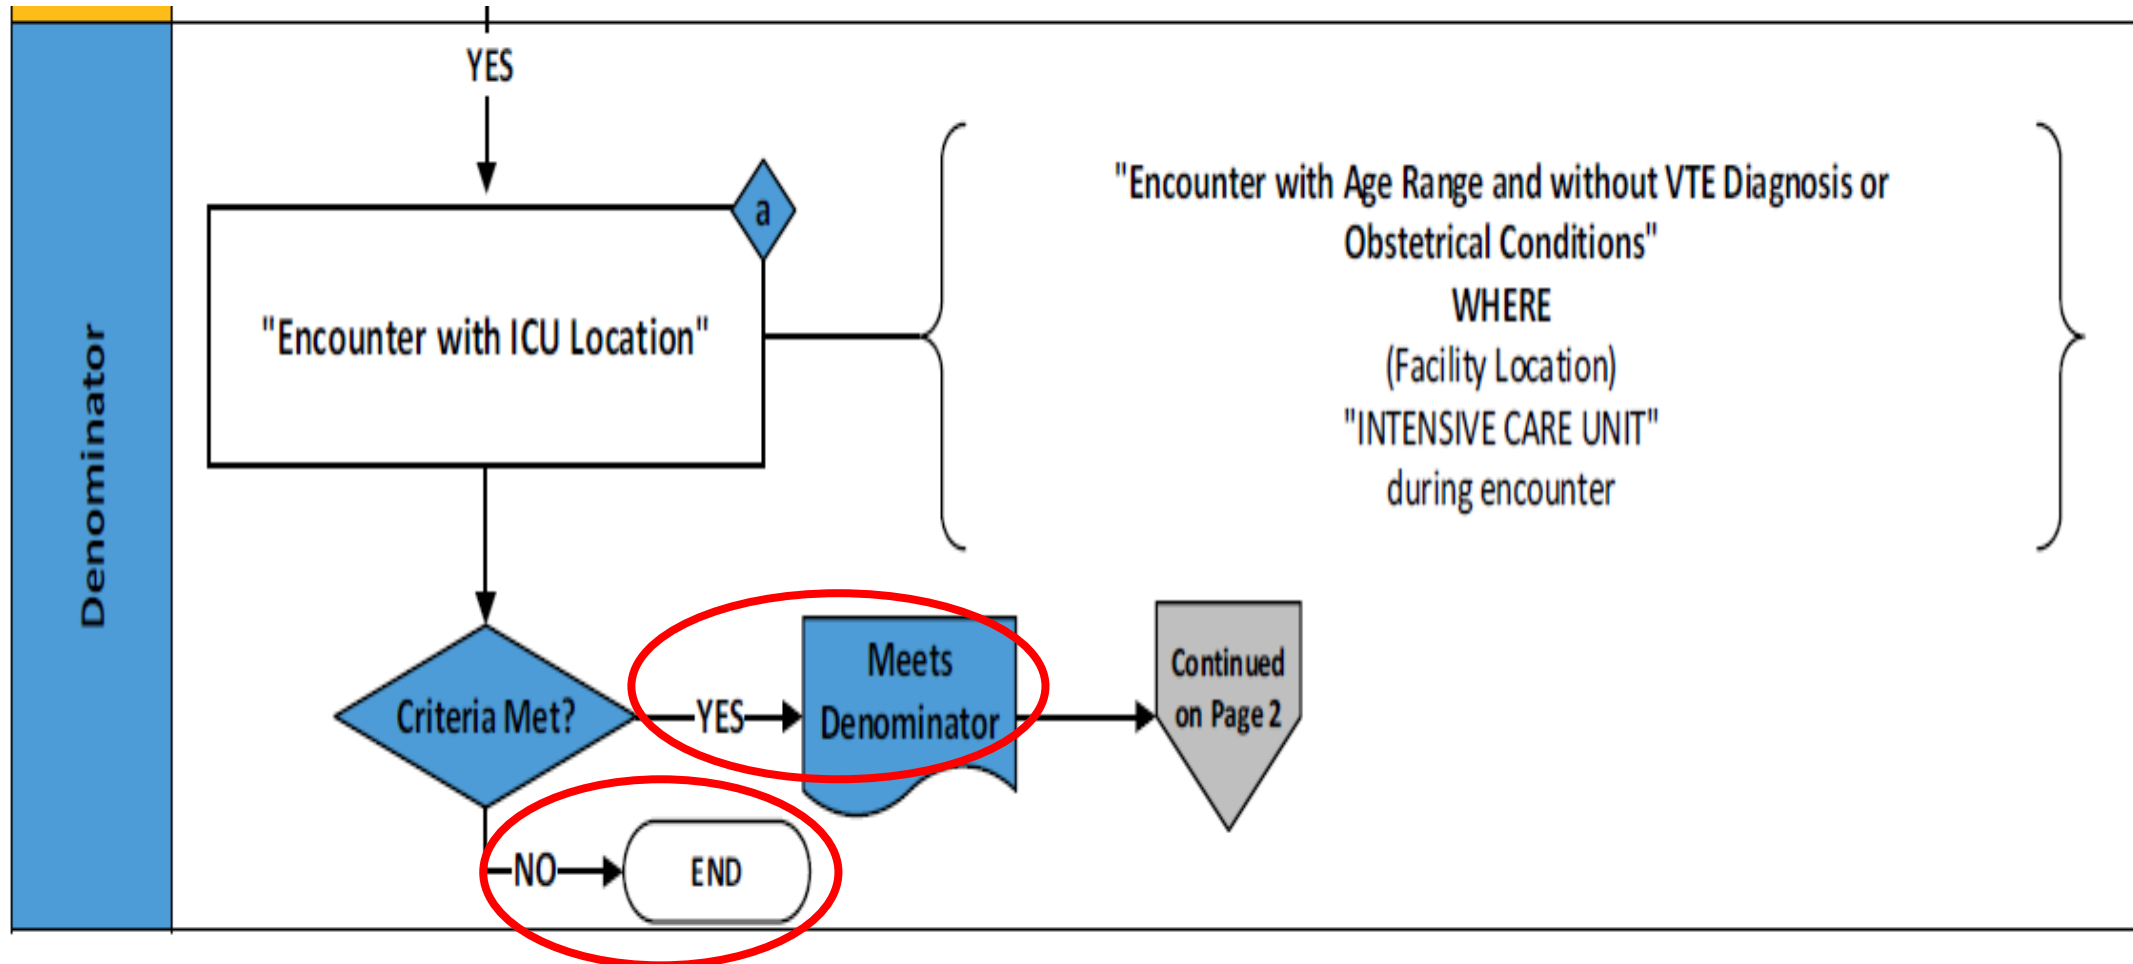 Denominator
YES
a
"Encounter with ICU Location"
"Encounter with Age Range and without VTE Diagnosis or
Obstetrical Conditions"
WHERE
(Facility Location)
"INTENSIVE CARE UNIT"
during encounter
Criteria Met?
YES
Meets
Denominator
Continued
on Page 2
NO
END